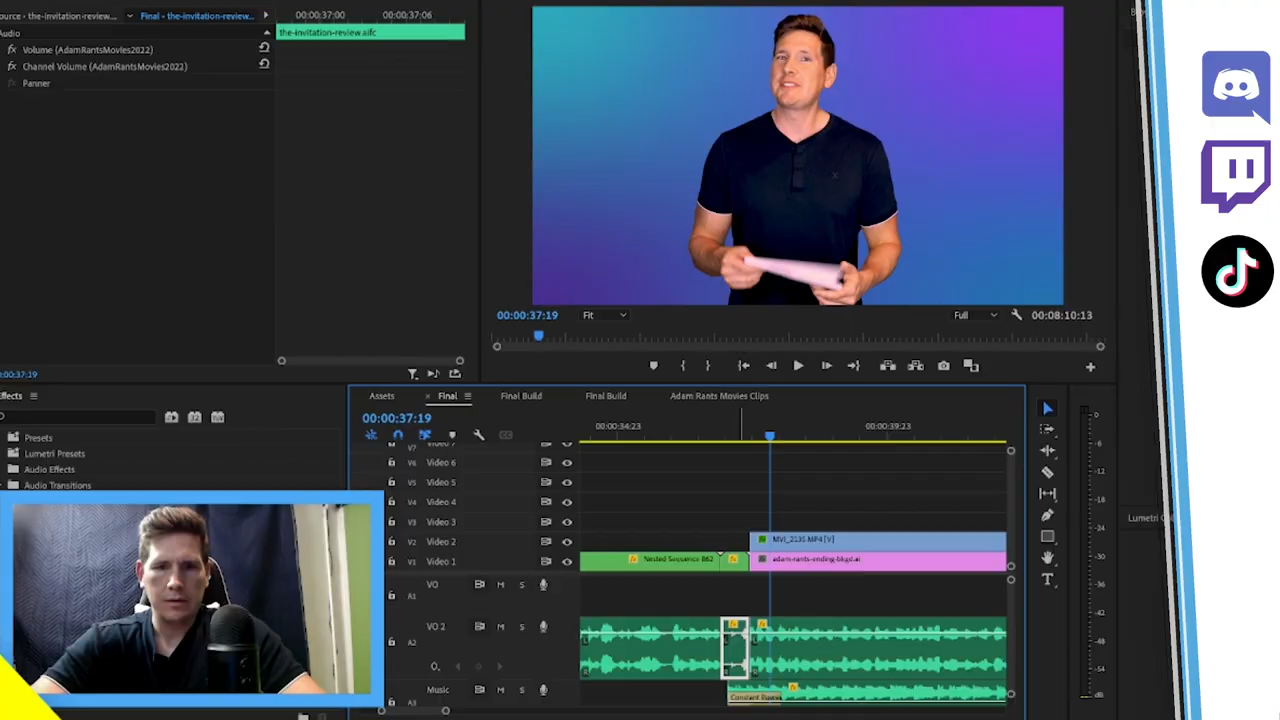 ource - the-invitation-review....
Final - the-invitation-review...
00:00:37:00
00:00:37:06
Audio
the-invitation-review.aifc
fx
Volume (AdamRantsMovies2022)
fx
Channel Volume (AdamRantsMovies2022)
fx
Panner
00:00:37:19
Fit
Full
00:08:10:13
00:00:37:19
Effects
Assets
Final
Final Build
Final Build
Adam Rants Movies Clips
00:00:37:19
00:00:34:23
00:00:39:23
Presets
Lumetri Presets
Audio Effects
Audio Transitions
V7
Video 7
V6
Video 6
V5
Video 5
V4
Video 4
V3
Video 3
V2
Video 2
MVI_2135.MP4 [V]
V1
Video 1
Nested Sequence 862
adam-rants-ending-bkgd.ai
VO
M
S
A1
VO 2
M
S
A2
Music
M
S
A3
Constant Power
0
-6
-12
-18
-24
-30
-36
-42
-48
-54
dB